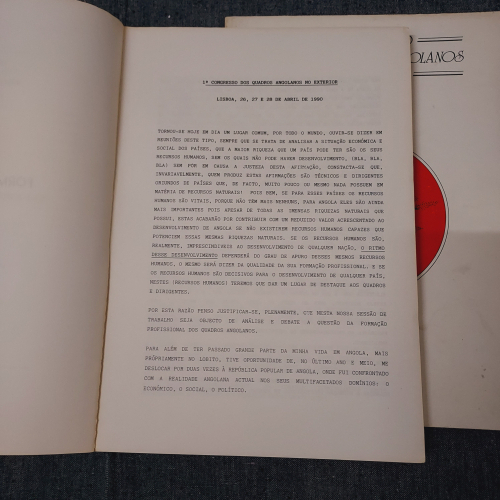 OLANOS
1º CONGRESSO DOS QUADROS ANGOLANOS NO EXTERIOR
LISBOA, 26, 27 E 28 DE ABRIL DE 1990
TORNOU-SE HOJE EM DIA UM LUGAR COMUM, POR TODO O MUNDO, OUVIR-SE DIZER EM
REUNIÕES DESTE TIPO, SEMPRE QUE SE TRATA DE ANALISAR A SITUAÇÃO ECONÓMICA E
SOCIAL DOS PAÍSES, QUE A MAIOR RIQUEZA QUE UM PAÍS PODE TER SÃO OS SEUS
RECURSOS HUMANOS, SEM OS QUAIS NÃO PODE HAVER DESENVOLVIMENTO. (BLA, BLA,
BLA) SEM PÔR EM CAUSA A JUSTEZA DESTA AFIRMAÇÃO, CONSTACTA-SE QUE,
INVARIAVELMENTE, QUEM PRODUZ ESTAS AFIRMAÇÕES SÃO TÉCNICOS E DIRIGENTES
ORIUNDOS DE PAÍSES QUE, DE FACTO, MUITO POUCO OU MESMO NADA POSSUEM EM
MATÉRIA DE RECURSOS NATURAIS! POIS BEM, SE PARA ESSES PAÍSES OS RECURSOS
HUMANOS SÃO VITAIS, PORQUE NÃO TÊM MAIS NENHUNS, PARA ANGOLA ELES SÃO AINDA
MAIS IMPORTANTES POIS APESAR DE TODAS AS IMENSAS RIQUEZAS NATURAIS QUE
POSSUI, ESTAS ACABARÃO POR CONTRIBUIR COM UM REDUZIDO VALOR ACRESCENTADO AO
DESENVOLVIMENTO DE ANGOLA SE NÃO EXISTIREM RECURSOS HUMANOS CAPAZES QUE
POTENCIEM ESSAS MESMAS RIQUEZAS NATURAIS. SE OS RECURSOS HUMANOS SÃO,
REALMENTE, IMPRESCINDÍVEIS AO DESENVOLVIMENTO DE QUALQUER NAÇÃO, O RITMO
DESSE DESENVOLVIMENTO DEPENDERÁ DO GRAU DE APURO DESSES MESMOS RECURSOS
HUMANOS, O MESMO SERÁ DIZER DA QUALIDADE DA SUA FORMAÇÃO PROFISSIONAL. E SE
OS RECURSOS HUMANOS SÃO DECISIVOS PARA O DESENVOLVIMENTO DE QUALQUER PAÍS,
NESTES (RECURSOS HUMANOS) TEREMOS QUE DAR UM LUGAR DE DESTAQUE AOS QUADROS
E DIRIGENTES.
POR ESTA RAZÃO PENSO JUSTIFICAR-SE, PLENAMENTE, QUE NESTA NOSSA SESSÃO DE
TRABALHO SEJA OBJECTO DE ANÁLISE E DEBATE A QUESTÃO DA FORMAÇÃO
PROFISSIONAL DOS QUADROS ANGOLANOS.
PARA ALÉM DE TER PASSADO GRANDE PARTE DA MINHA VIDA EM ANGOLA, MAIS
PRÒPRIAMENTE NO LOBITO, TIVE OPORTUNIDADE DE, NO ÚLTIMO ANO E MEIO, ME
DESLOCAR POR DUAS VEZES À REPÚBLICA POPULAR DE ANGOLA, ONDE FUI CONFRONTADO
COM A REALIDADE ANGOLANA ACTUAL NOS SEUS MULTIFACETADOS DOMÍNIOS: O
ECONÓMICO, O SOCIAL, O POLÍTICO.